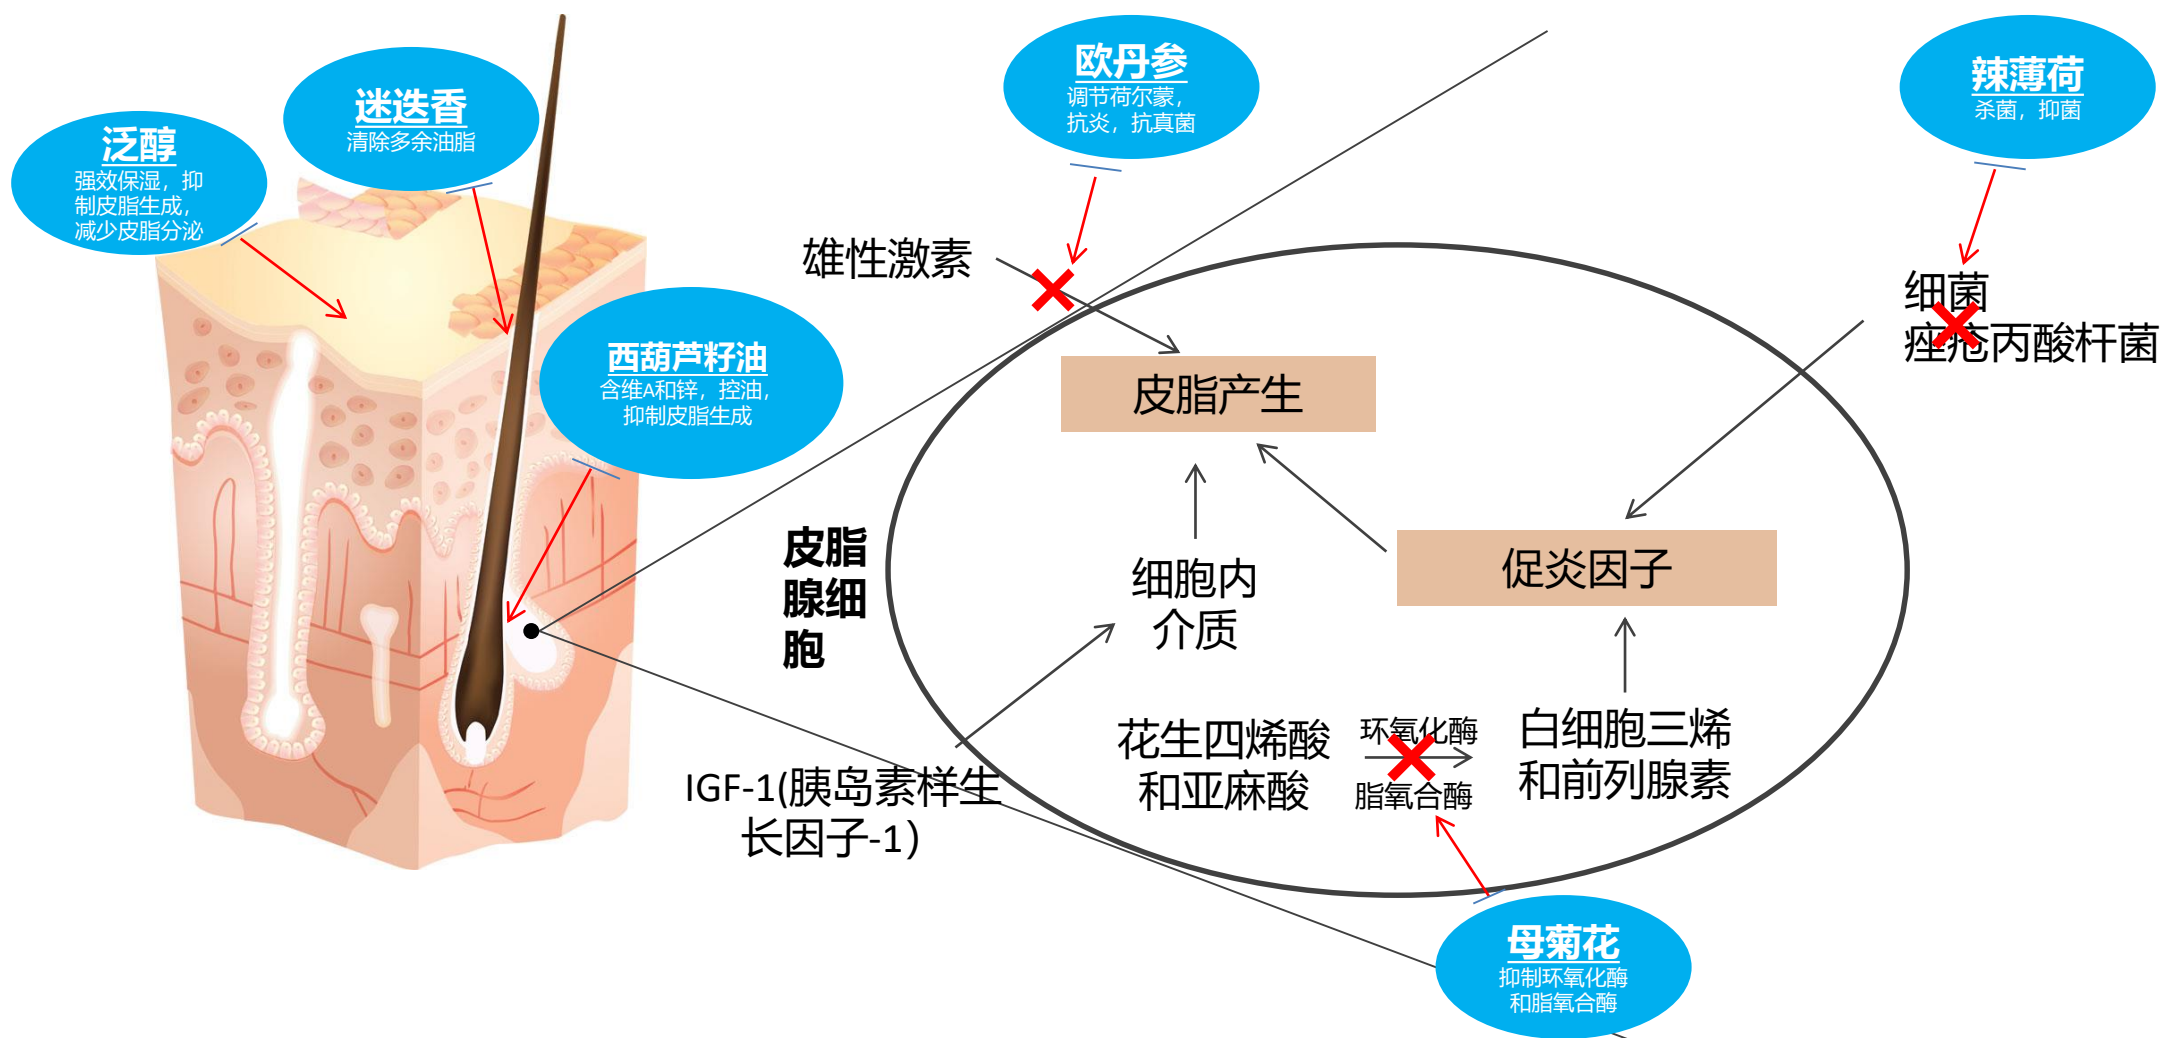 泛醇
强效保湿，抑
制皮脂生成，
减少皮脂分泌
迷迭香
清除多余油脂
西葫芦籽油
含维A和锌，控油，
抑制皮脂生成
欧丹参
调节荷尔蒙，
抗炎，抗真菌
辣薄荷
杀菌，抑菌
雄性激素
细菌
痤疮丙酸杆菌
皮脂产生
皮脂
腺细
胞
促炎因子
细胞内
介质
花生四烯酸
和亚麻酸
环氧化酶
脂氧合酶
白细胞三烯
和前列腺素
IGF-1(胰岛素样生
长因子-1）
母菊花
抑制环氧化酶
和脂氧合酶